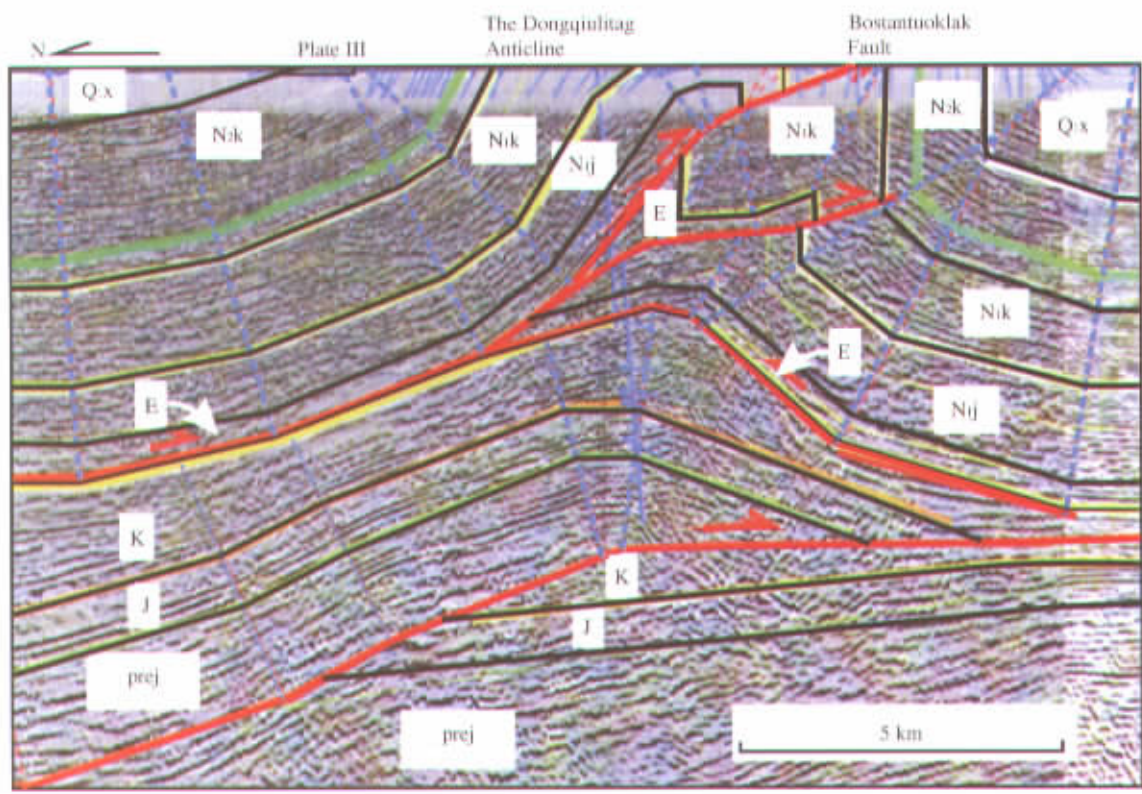 The Dongqiulitag
Anticline
Bostantuoklak
Fault
N
Plate III
Q1x
N2k
N1k
N1j
N1k
N2k
Q1x
E
E
E
N1k
N1j
K
K
J
J
prej
prej
5 km